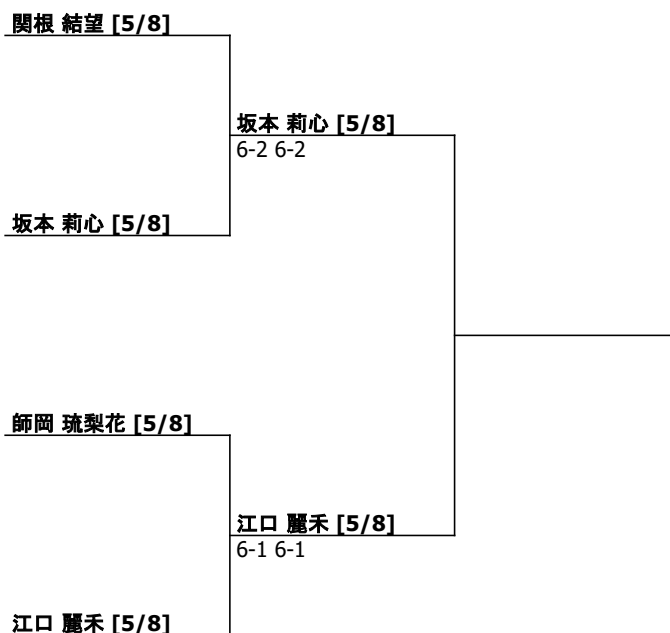 関根 結望 [5/8]
坂本 莉心 [5/8]
6-2 6-2
坂本 莉心 [5/8]
師岡 琉梨花 [5/8]
江口 麗禾 [5/8]
6-1 6-1
江口 麗禾 [5/8]